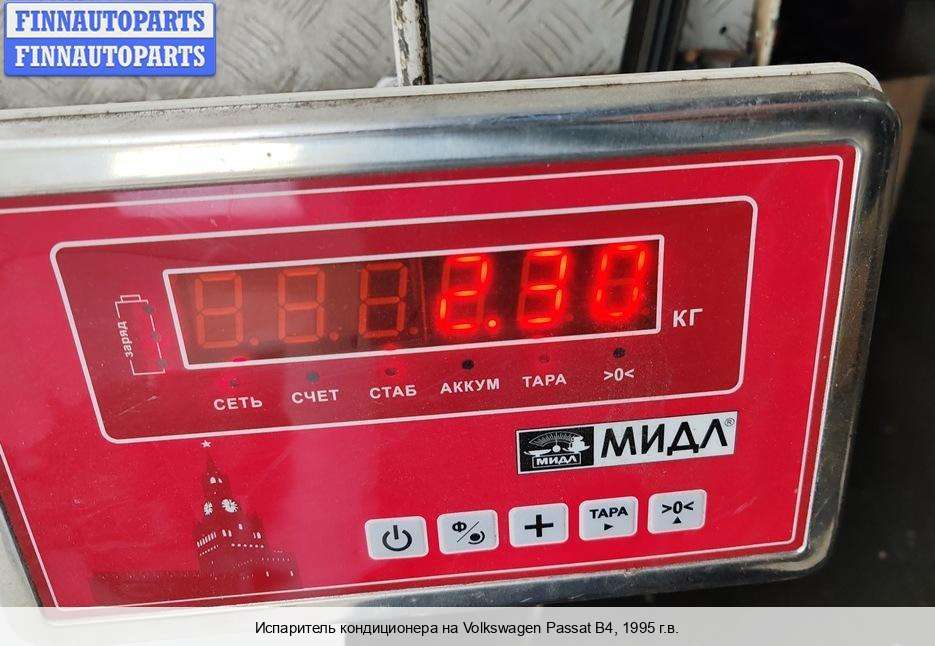 FINNAUTOPARTS
FINNAUTOPARTS
2.30
КГ
заряд
СЕТЬ СЧЕТ СТАБ АККУМ ТАРА >0<
МИДЛ МИДЛ®
Ф/ + ТАРА >0<
Испаритель кондиционера на Volkswagen Passat B4, 1995 г.в.